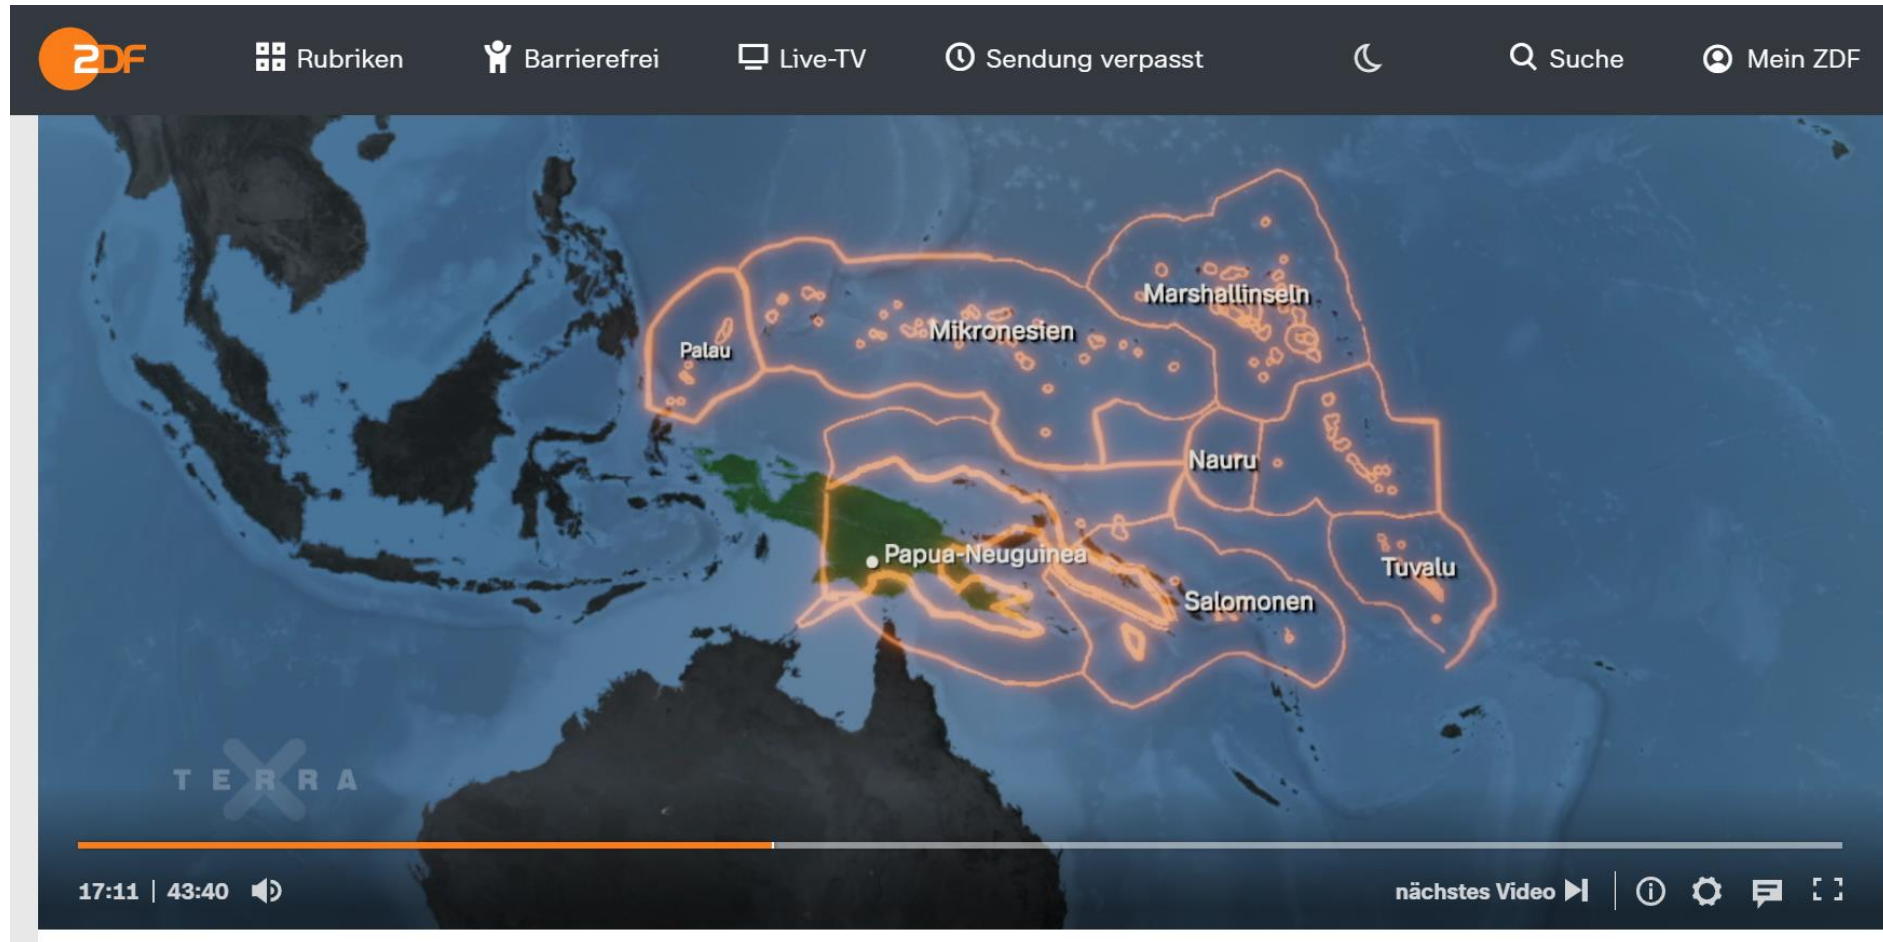 ZDF Rubriken Barrierefrei Live-TV Sendung verpasst Suche Mein ZDF
Marshallinseln
Mikronesien
Palau
Nauru
Papua-Neuguinea
Tuvalu
Salomonen
TERRA X
17:11 | 43:40 nächstes Video